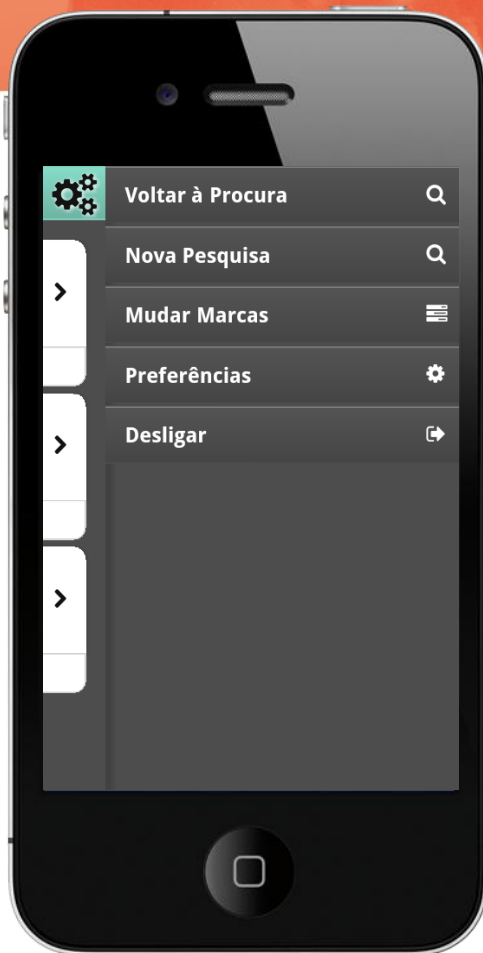 Voltar à Procura
Nova Pesquisa
Mudar Marcas
Preferências
Desligar